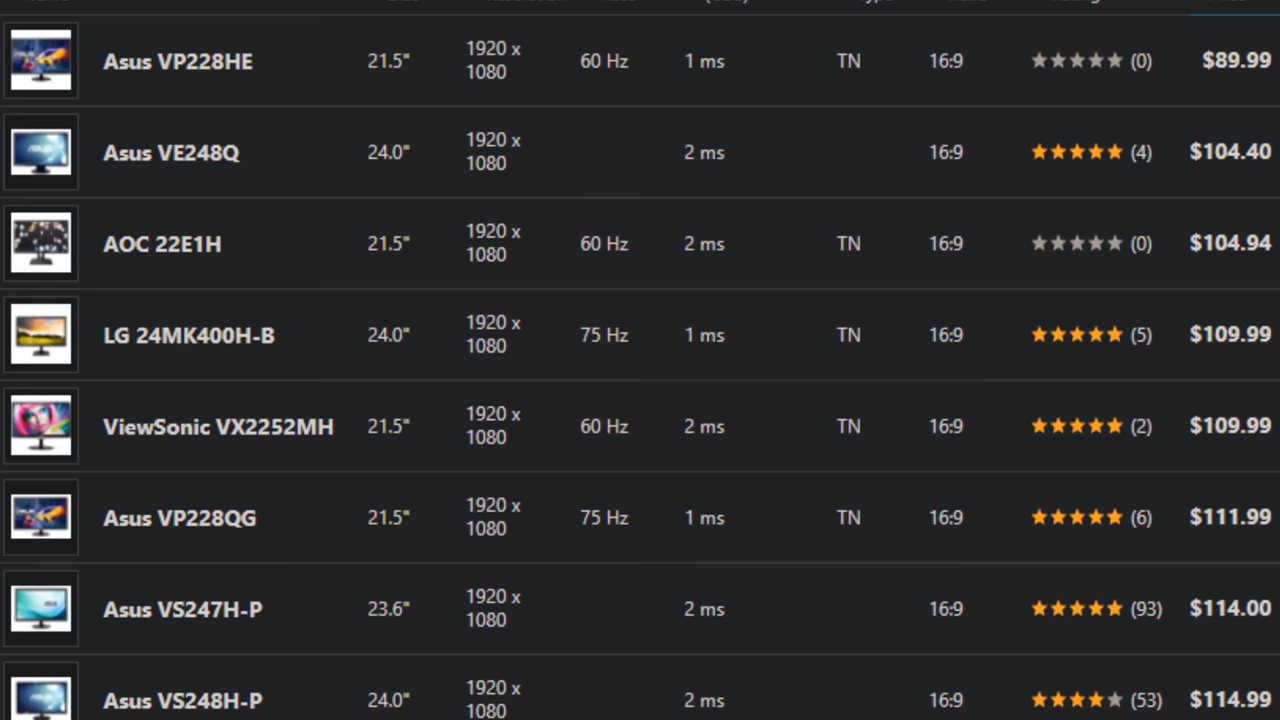 Asus VP228HE 21.5" 1920 x 1080 60 Hz 1 ms TN 16:9 (0) $89.99
Asus VE248Q 24.0" 1920 x 1080 2 ms 16:9 (4) $104.40
AOC 22E1H 21.5" 1920 x 1080 60 Hz 2 ms TN 16:9 (0) $104.94
LG 24MK400H-B 24.0" 1920 x 1080 75 Hz 1 ms TN 16:9 (5) $109.99
ViewSonic VX2252MH 21.5" 1920 x 1080 60 Hz 2 ms TN 16:9 (2) $109.99
Asus VP228QG 21.5" 1920 x 1080 75 Hz 1 ms TN 16:9 (6) $111.99
Asus VS247H-P 23.6" 1920 x 1080 2 ms 16:9 (93) $114.00
Asus VS248H-P 24.0" 1920 x 1080 2 ms 16:9 (53) $114.99